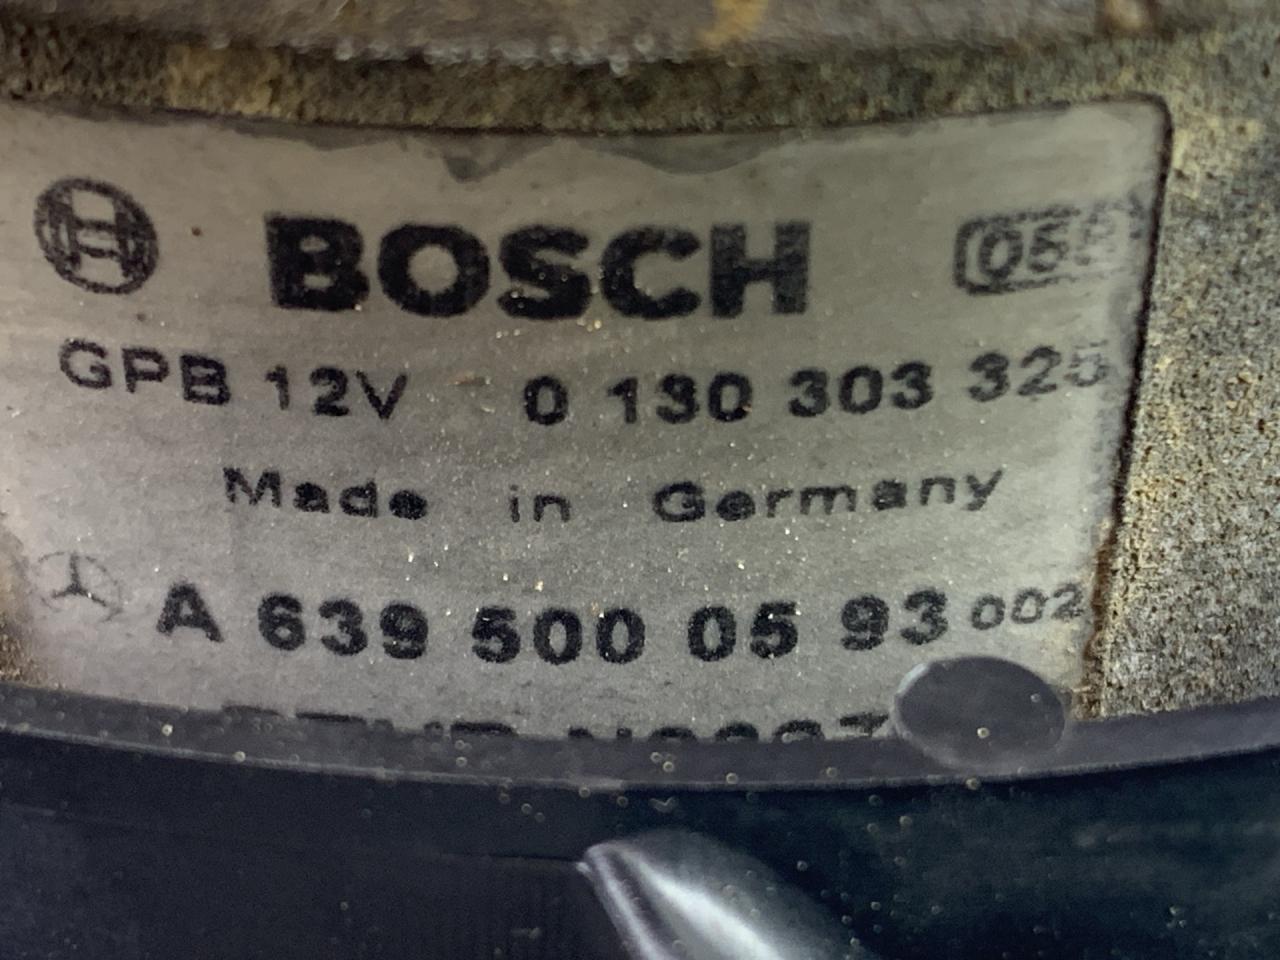 BOSCH
GPB 12V 0 130 303 325
Made in Germany
A 639 500 05 93 002